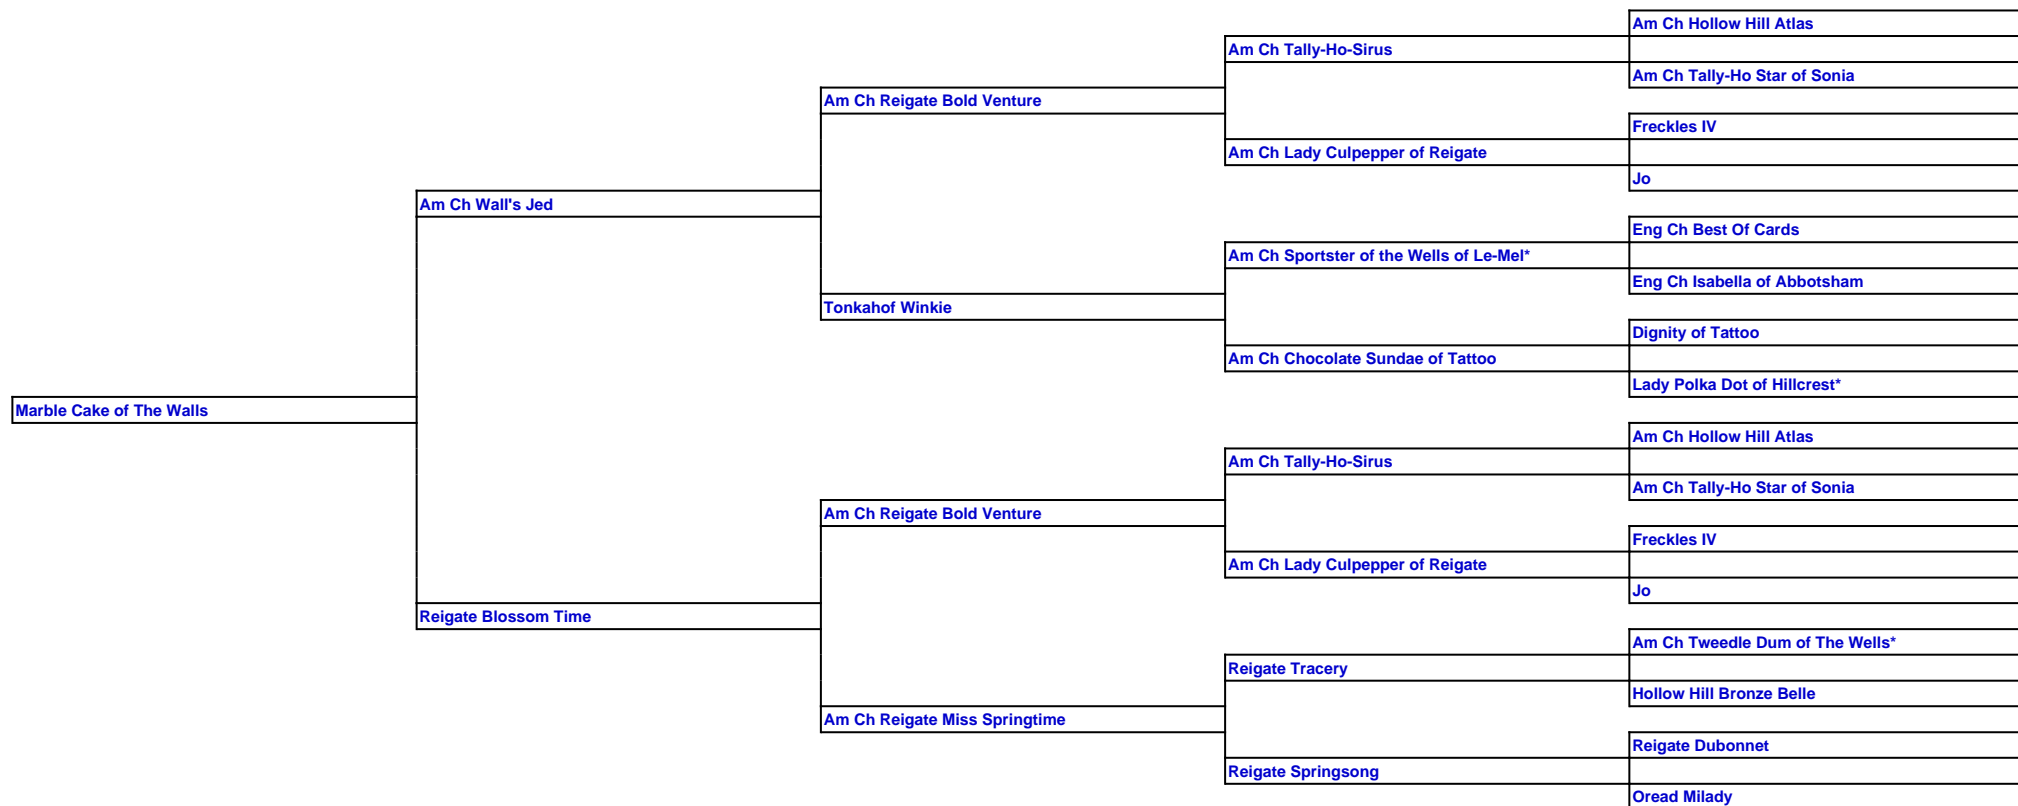 Am Ch Hollow Hill Atlas
Am Ch Tally-Ho-Sirus
Am Ch Tally-Ho Star of Sonia
Am Ch Reigate Bold Venture
Freckles IV
Am Ch Lady Culpepper of Reigate
Jo
Am Ch Wall's Jed
Eng Ch Best Of Cards
Am Ch Sportster of the Wells of Le-Mel*
Eng Ch Isabella of Abbotsham
Tonkahof Winkie
Dignity of Tattoo
Am Ch Chocolate Sundae of Tattoo
Lady Polka Dot of Hillcrest*
Marble Cake of The Walls
Am Ch Hollow Hill Atlas
Am Ch Tally-Ho-Sirus
Am Ch Tally-Ho Star of Sonia
Am Ch Reigate Bold Venture
Freckles IV
Am Ch Lady Culpepper of Reigate
Jo
Reigate Blossom Time
Am Ch Tweedle Dum of The Wells*
Reigate Tracery
Hollow Hill Bronze Belle
Am Ch Reigate Miss Springtime
Reigate Dubonnet
Reigate Springsong
Oread Milady